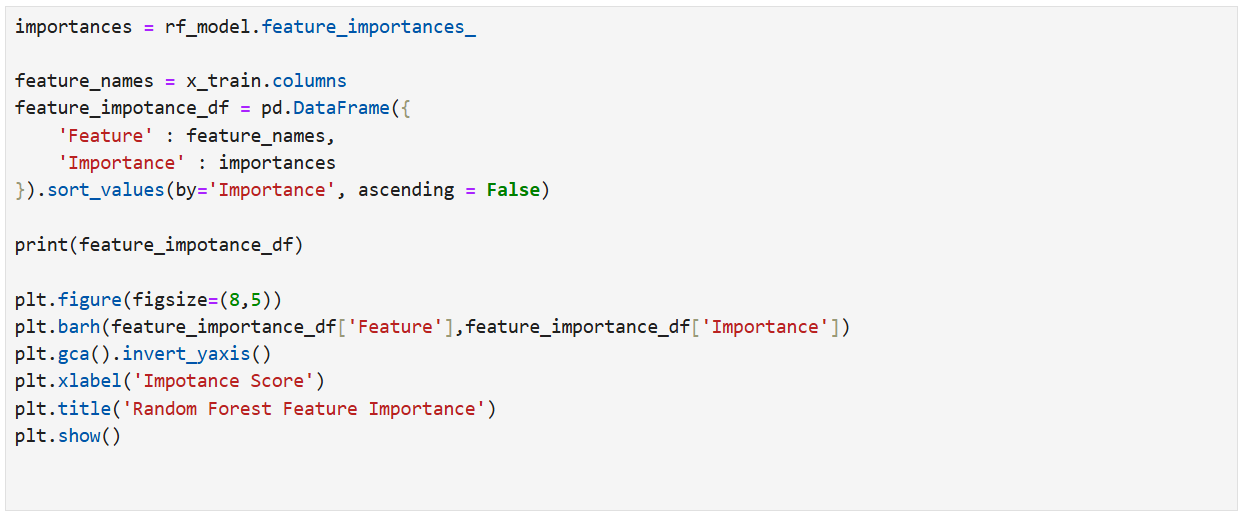 importances = rf_model.feature_importances_
feature_names = x_train.columns
feature_impotance_df = pd.DataFrame({
    'Feature' : feature_names,
    'Importance' : importances
}).sort_values(by='Importance', ascending = False)
print(feature_impotance_df)
plt.figure(figsize=(8,5))
plt.barh(feature_importance_df['Feature'],feature_importance_df['Importance'])
plt.gca().invert_yaxis()
plt.xlabel('Impotance Score')
plt.title('Random Forest Feature Importance')
plt.show()